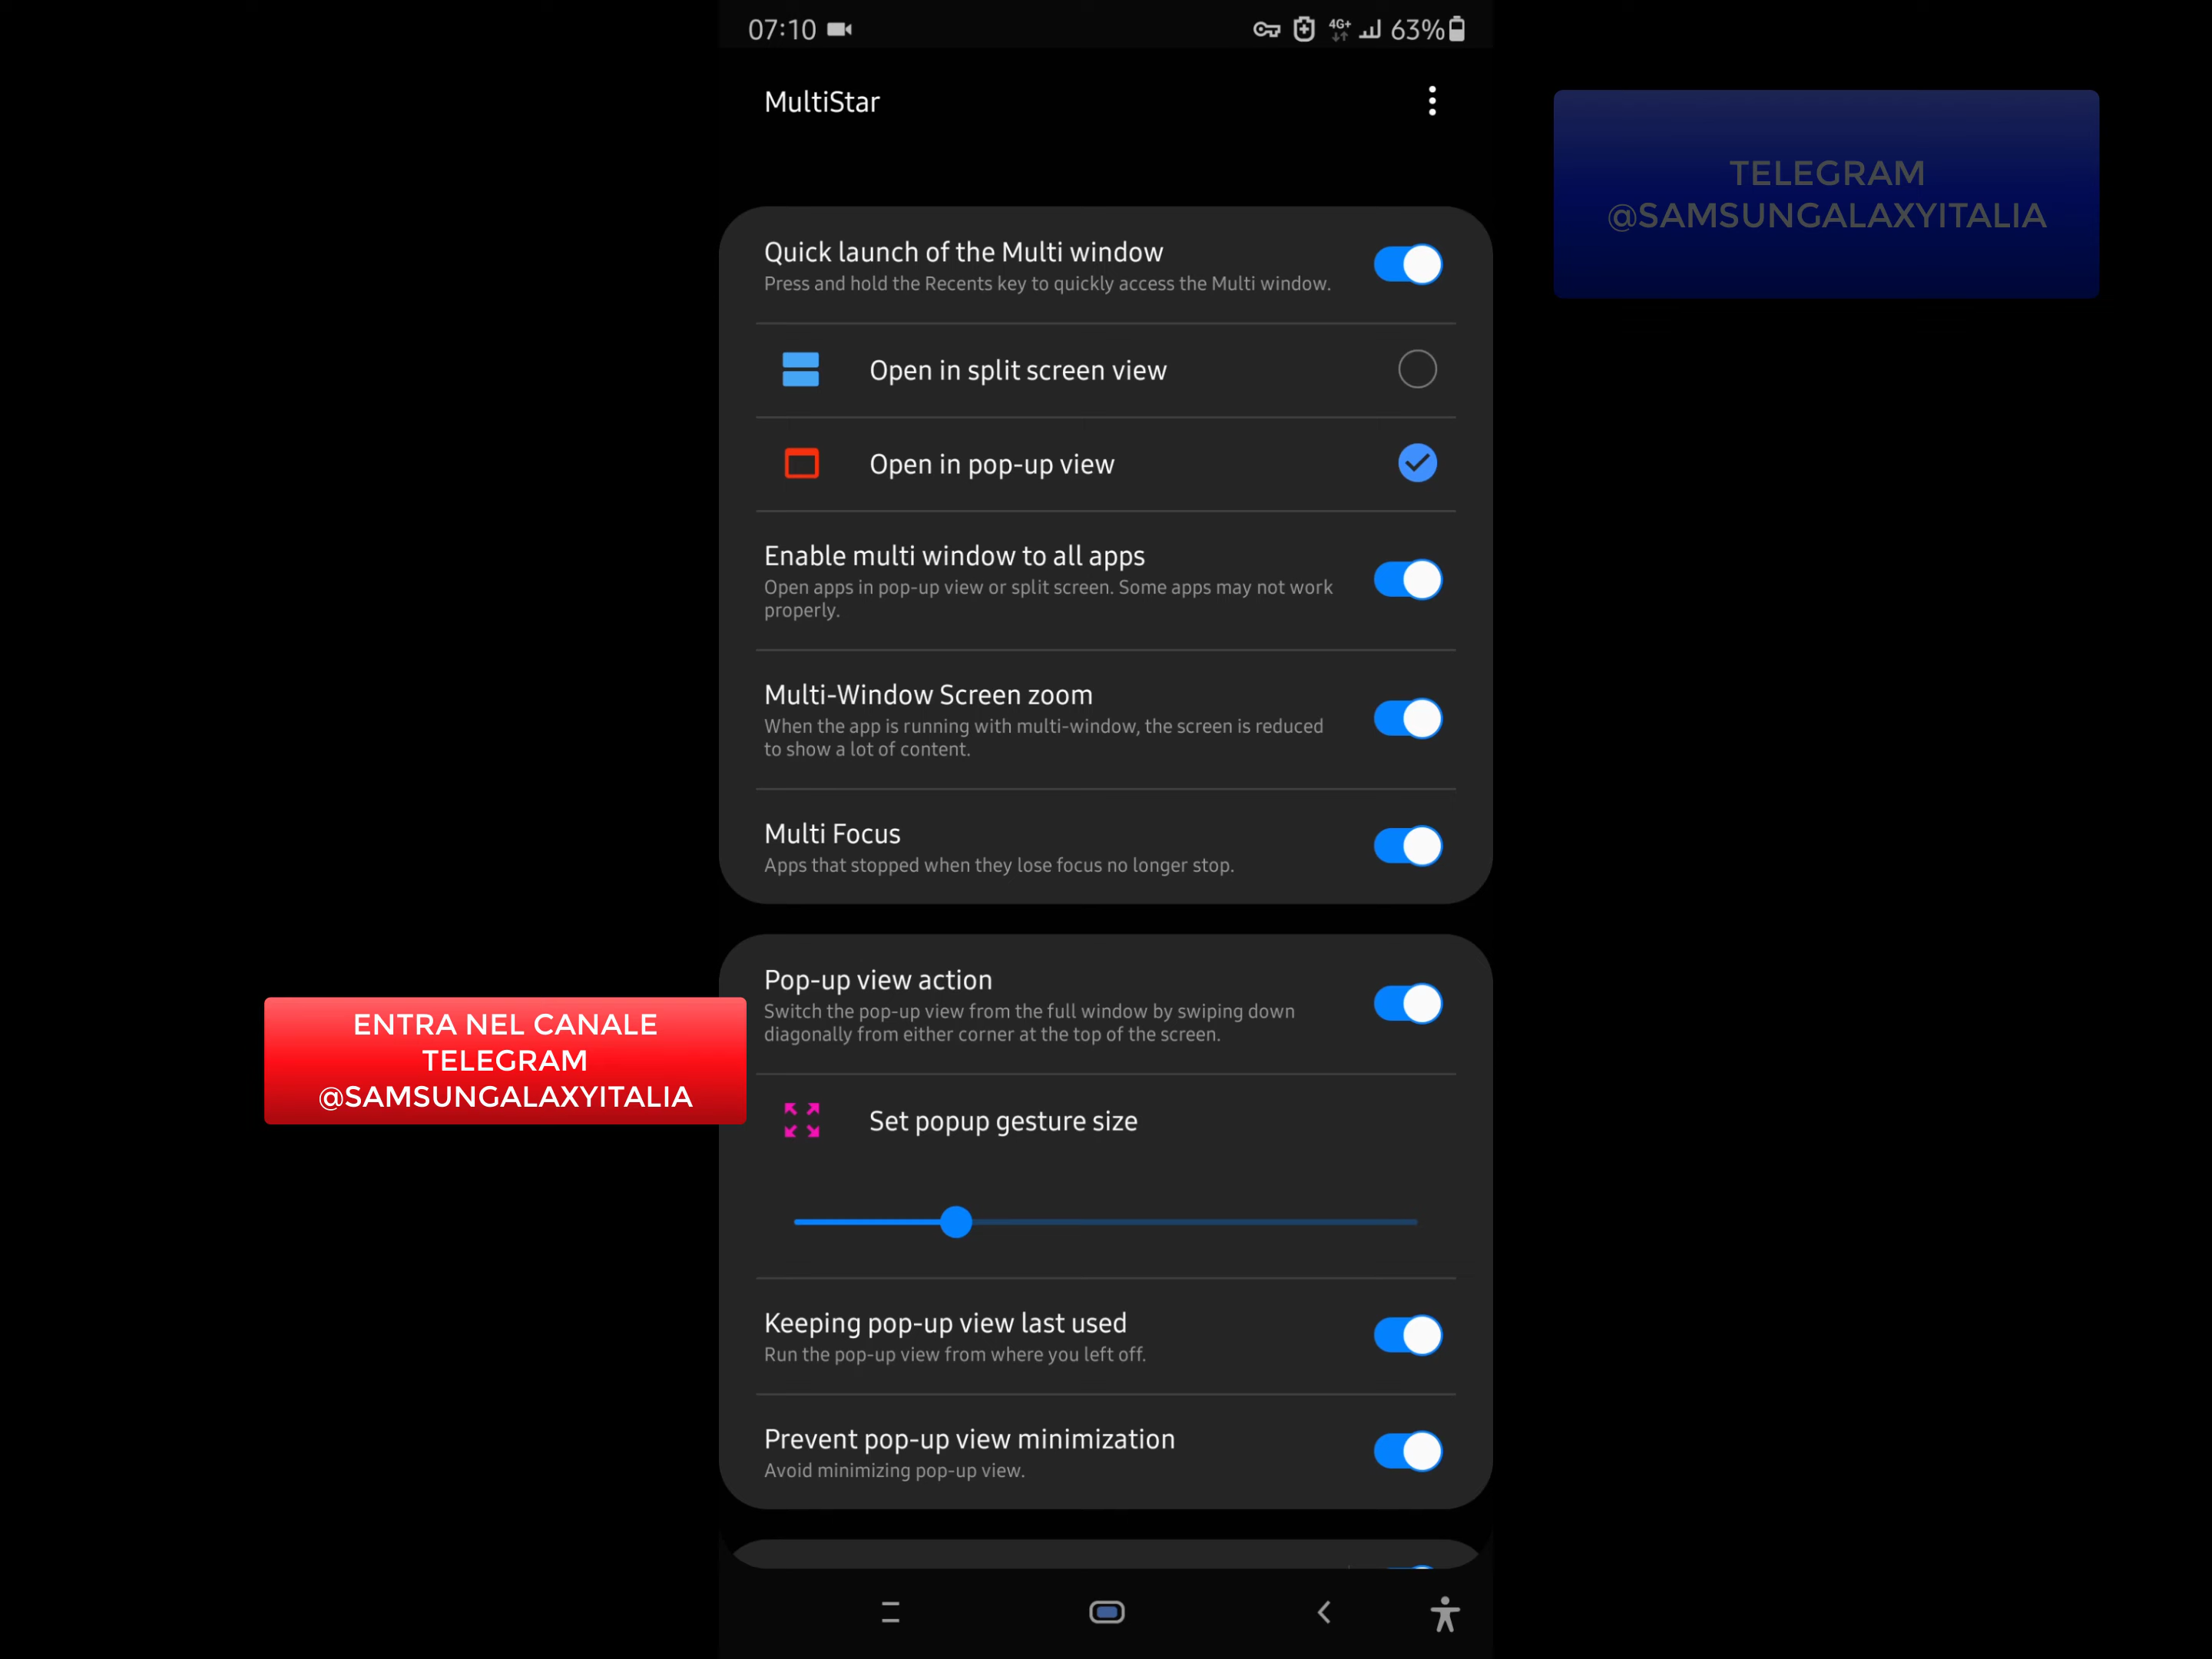 07:10
4G+
63%
MultiStar
TELEGRAM
@SAMSUNGALAXYITALIA
Quick launch of the Multi window
Press and hold the Recents key to quickly access the Multi window.
Open in split screen view
Open in pop-up view
Enable multi window to all apps
Open apps in pop-up view or split screen. Some apps may not work
properly.
Multi-Window Screen zoom
When the app is running with multi-window, the screen is reduced
to show a lot of content.
Multi Focus
Apps that stopped when they lose focus no longer stop.
Pop-up view action
Switch the pop-up view from the full window by swiping down
diagonally from either corner at the top of the screen.
ENTRA NEL CANALE
TELEGRAM
@SAMSUNGALAXYITALIA
Set popup gesture size
Keeping pop-up view last used
Run the pop-up view from where you left off.
Prevent pop-up view minimization
Avoid minimizing pop-up view.